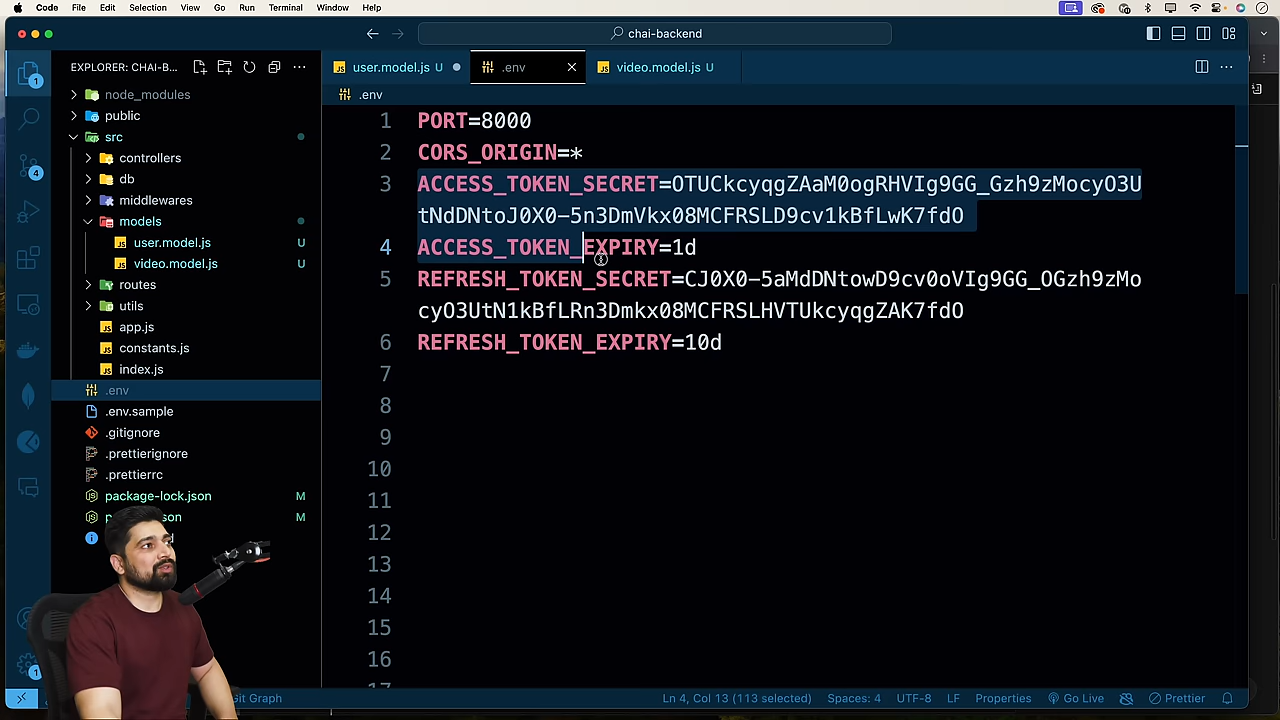 Code File Edit Selection View Go Run Terminal Window Help
chai-backend
EXPLORER: CHAI-B...
user.model.js U
.env
video.model.js U
.env
node_modules
public
src
controllers
db
middlewares
models
user.model.js U
video.model.js U
routes
utils
app.js
constants.js
index.js
.env
.env.sample
.gitignore
.prettierignore
.prettierrc
package-lock.json M
M
1 PORT=8000
2 CORS_ORIGIN=*
3 ACCESS_TOKEN_SECRET=OTUCkcyqgZAaM0ogRHVIg9GG_Gzh9zMocyO3U
tNdDNtoJ0X0-5n3DmVkx08MCFRSLD9cv1kBfLwK7fdO
4 ACCESS_TOKEN_EXPIRY=1d
5 REFRESH_TOKEN_SECRET=CJ0X0-5aMdDNtowD9cv0oVIg9GG_OGzh9zMo
cyO3UtN1kBfLRn3Dmkx08MCFRSLHVTUkcyqgZAK7fdO
6 REFRESH_TOKEN_EXPIRY=10d
7
8
9
10
11
12
13
14
15
16
1
4
1
Git Graph
Ln 4, Col 13 (113 selected) Spaces: 4 UTF-8 LF Properties Go Live Prettier